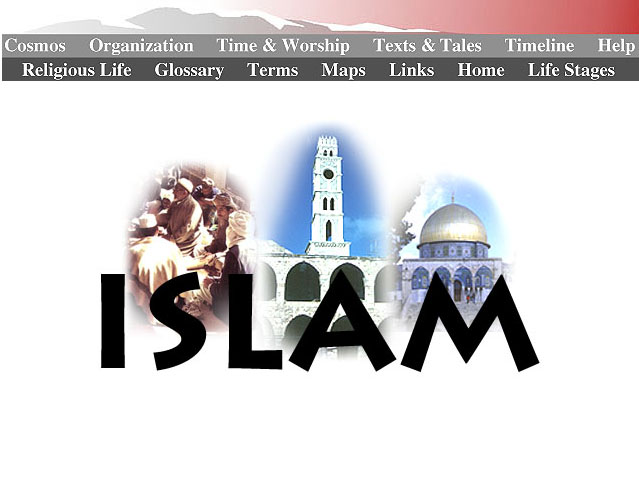 Cosmos Organization Time & Worship Texts & Tales Timeline Help
Religious Life Glossary Terms Maps Links Home Life Stages
ISLAM